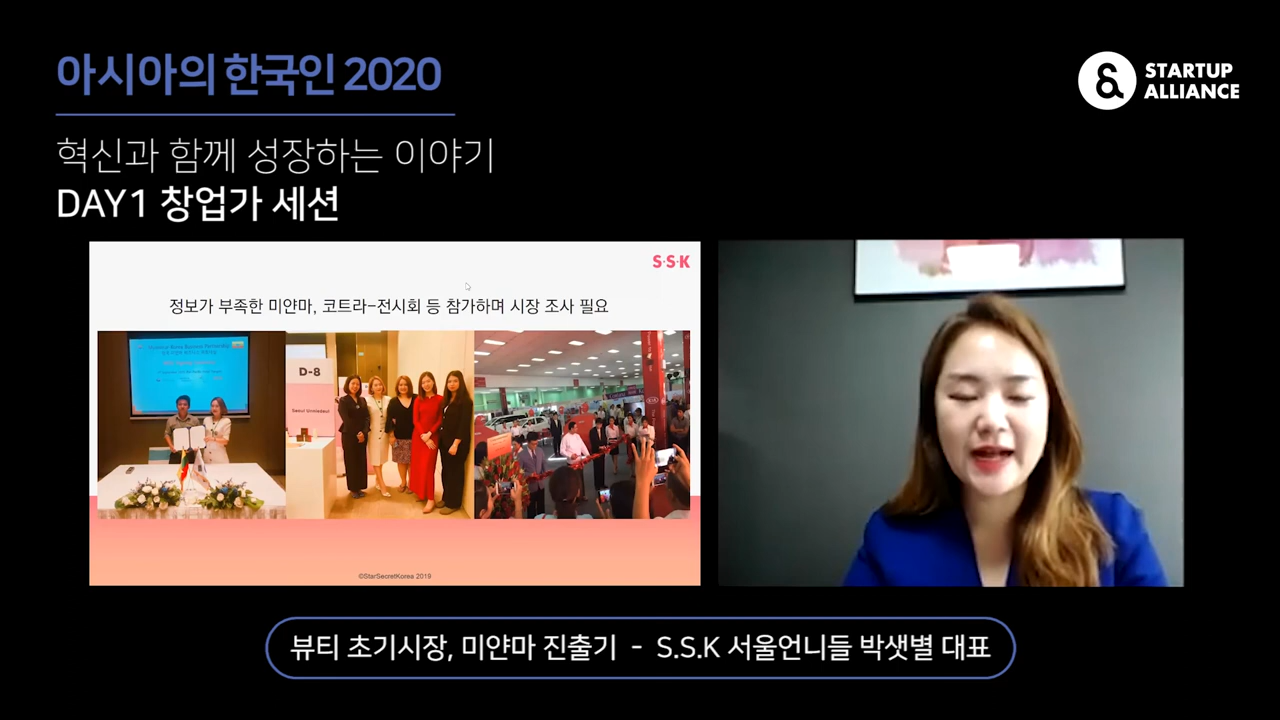 아시아의 한국인 2020
STARTUP
ALLIANCE
혁신과 함께 성장하는 이야기
DAY1 창업가 세션
S·S·K
정보가 부족한 미얀마, 코트라-전시회 등 참가하며 시장 조사 필요
D-8
Seoul Unniedeul
KIA
©StarSecretKorea 2019
뷰티 초기시장, 미얀마 진출기 - S.S.K 서울언니들 박샛별 대표